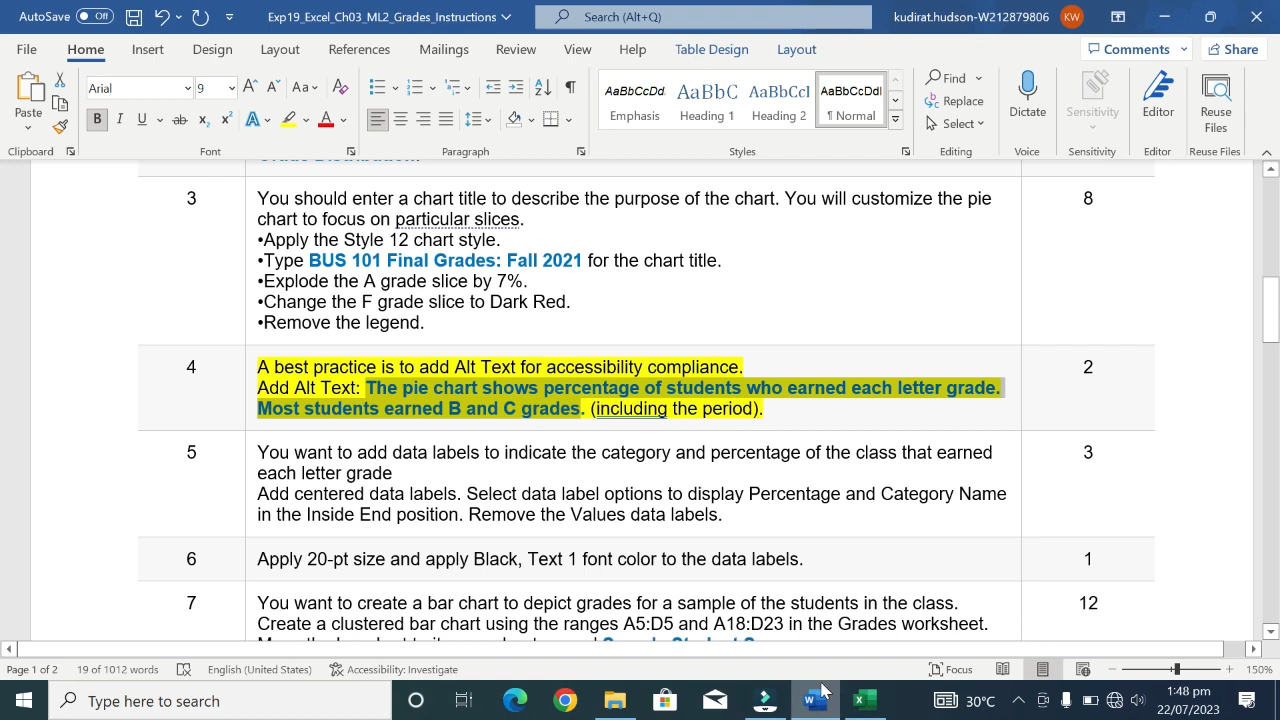 AutoSave Off Exp19_Excel_Ch03_ML2_Grades_Instructions Search (Alt+Q) kudirat.hudson-W212879806 KW
File Home Insert Design Layout References Mailings Review View Help Table Design Layout Comments Share
Paste Arial 9 Aa AaBbCcDd AaBbC AaBbCcI AaBbCcDdI Find Replace Select Dictate Sensitivity Editor Reuse Files
Emphasis Heading 1 Heading 2 ¶ Normal
Clipboard Font Paragraph Styles Editing Voice Sensitivity Editor Reuse Files
Grade Distribution.
3 You should enter a chart title to describe the purpose of the chart. You will customize the pie 8
chart to focus on particular slices.
•Apply the Style 12 chart style.
•Type BUS 101 Final Grades: Fall 2021 for the chart title.
•Explode the A grade slice by 7%.
•Change the F grade slice to Dark Red.
•Remove the legend.
4 A best practice is to add Alt Text for accessibility compliance. 2
Add Alt Text: The pie chart shows percentage of students who earned each letter grade.
Most students earned B and C grades. (including the period).
5 You want to add data labels to indicate the category and percentage of the class that earned 3
each letter grade
Add centered data labels. Select data label options to display Percentage and Category Name
in the Inside End position. Remove the Values data labels.
6 Apply 20-pt size and apply Black, Text 1 font color to the data labels. 1
7 You want to create a bar chart to depict grades for a sample of the students in the class. 12
Create a clustered bar chart using the ranges A5:D5 and A18:D23 in the Grades worksheet.
Page 1 of 2 19 of 1012 words English (United States) Accessibility: Investigate Focus 150%
Type here to search 30°C 1:48 pm
22/07/2023